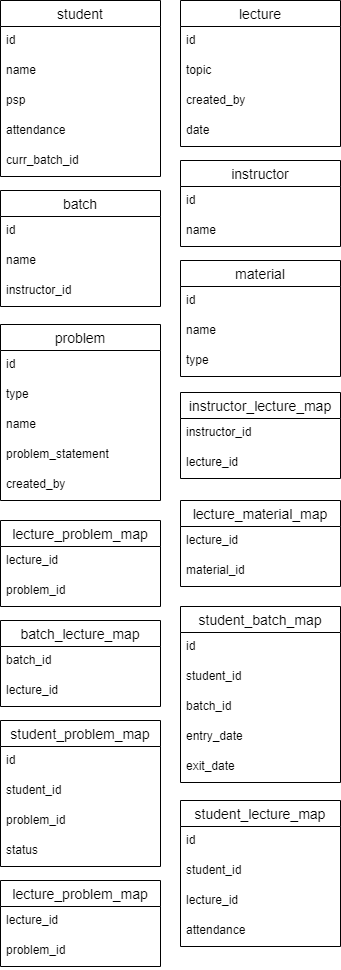 student
id
name
psp
attendance
curr_batch_id
batch
id
name
instructor_id
problem
id
type
name
problem_statement
created_by
lecture_problem_map
lecture_id
problem_id
batch_lecture_map
batch_id
lecture_id
student_problem_map
id
student_id
problem_id
status
lecture_problem_map
lecture_id
problem_id
lecture
id
topic
created_by
date
instructor
id
name
material
id
name
type
instructor_lecture_map
instructor_id
lecture_id
lecture_material_map
lecture_id
material_id
student_batch_map
id
student_id
batch_id
entry_date
exit_date
student_lecture_map
id
student_id
lecture_id
attendance